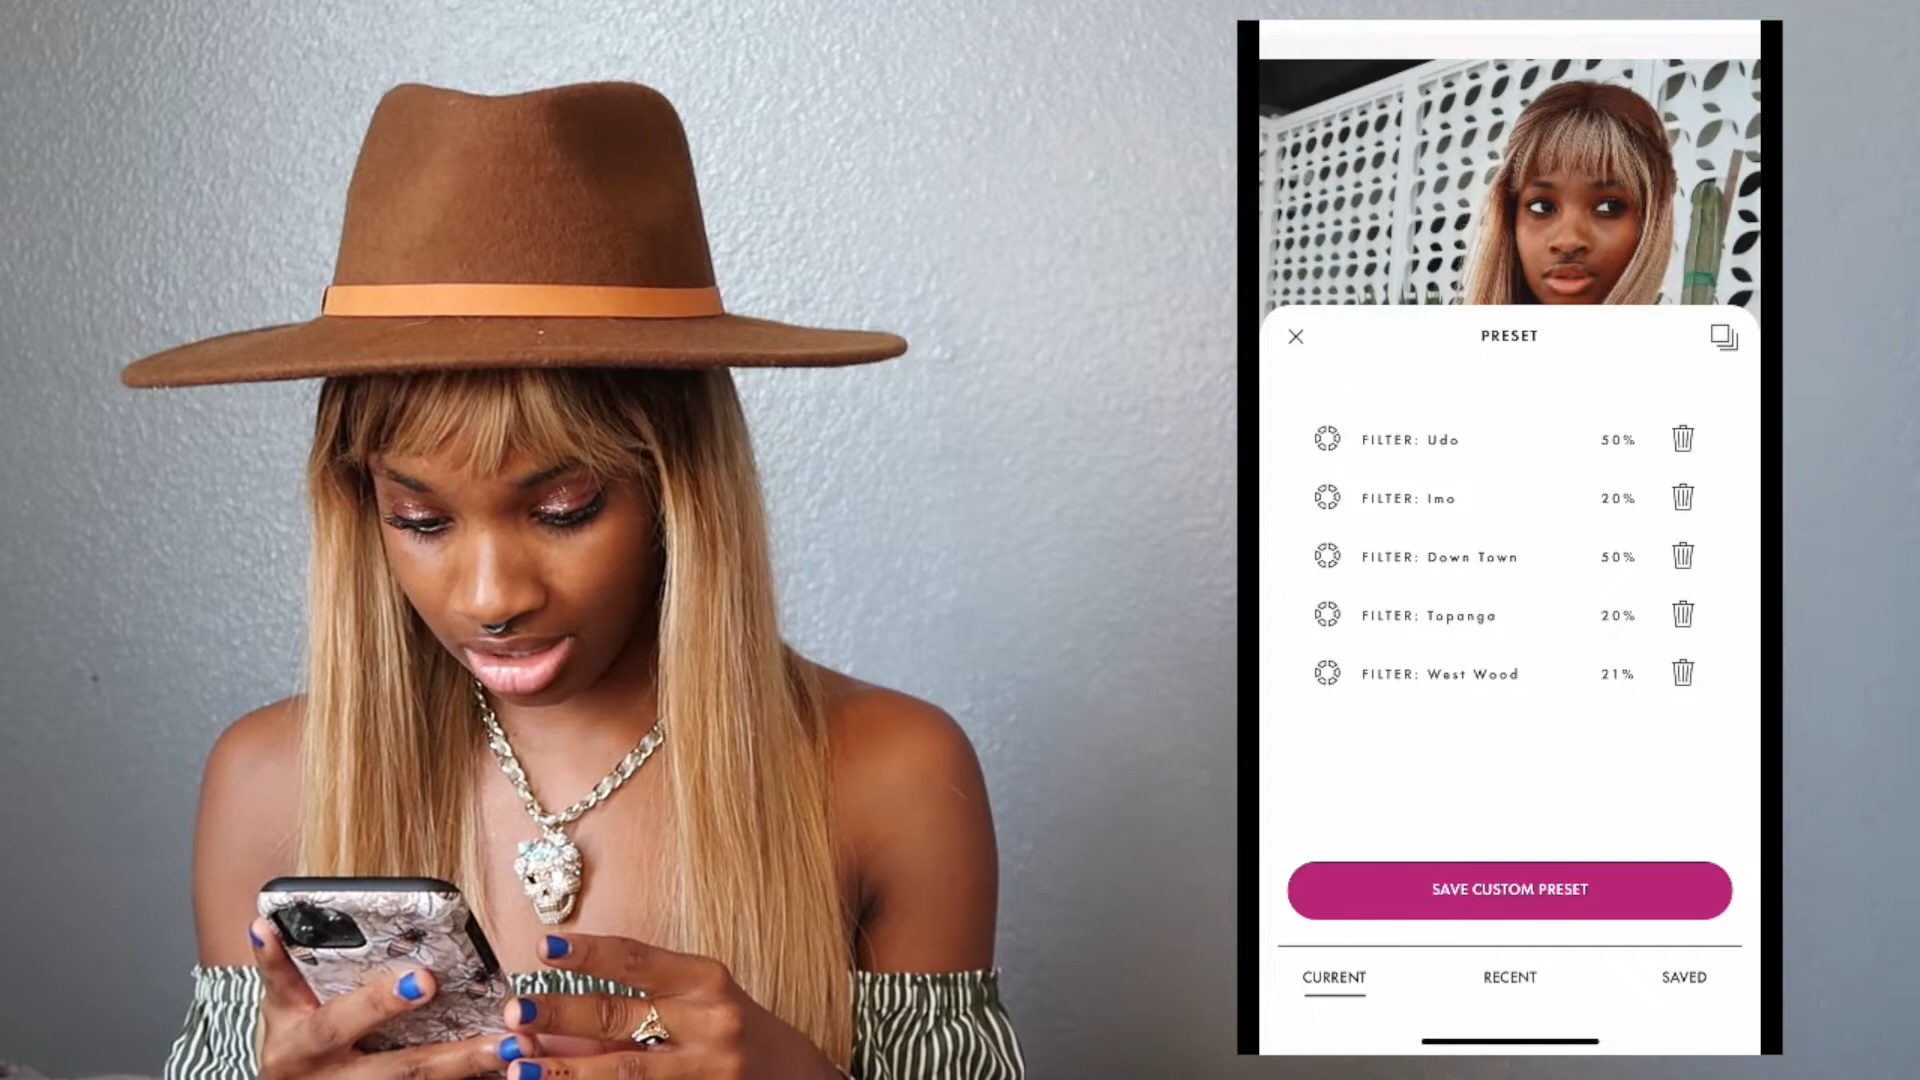 PRESET
FILTER: Udo 50%
FILTER: Imo 20%
FILTER: Down Town 50%
FILTER: Topanga 20%
FILTER: West Wood 21%
SAVE CUSTOM PRESET
CURRENT RECENT SAVED